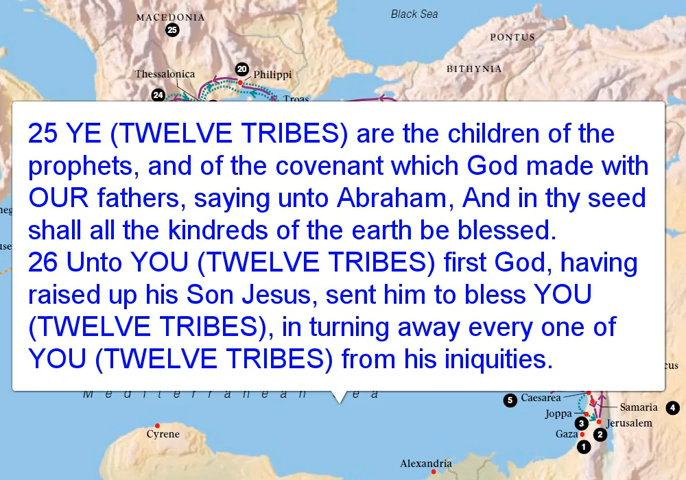 Black Sea
MACEDONIA
25
PONTUS
BITHYNIA
Thessalonica
20
Philippi
24
Troas
25 YE (TWELVE TRIBES) are the children of the
prophets, and of the covenant which God made with
OUR fathers, saying unto Abraham, And in thy seed
shall all the kindreds of the earth be blessed.
26 Unto YOU (TWELVE TRIBES) first God, having
raised up his Son Jesus, sent him to bless YOU
(TWELVE TRIBES), in turning away every one of
YOU (TWELVE TRIBES) from his iniquities.
Mediterranean ea
5 Caesarea
Samaria 4
Joppa
3
Jerusalem
Gaza
2
1
Cyrene
Alexandria